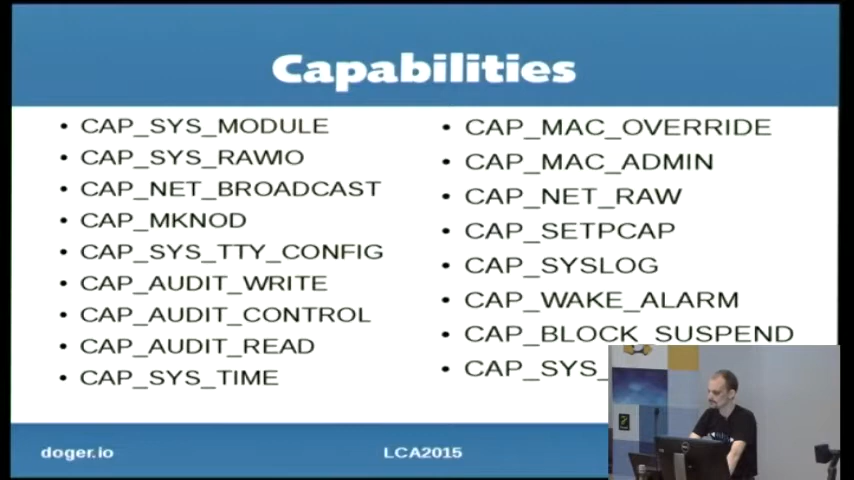 Capabilities
CAP_SYS_MODULE
CAP_SYS_RAWIO
CAP_NET_BROADCAST
CAP_MKNOD
CAP_SYS_TTY_CONFIG
CAP_AUDIT_WRITE
CAP_AUDIT_CONTROL
CAP_AUDIT_READ
CAP_SYS_TIME
CAP_MAC_OVERRIDE
CAP_MAC_ADMIN
CAP_NET_RAW
CAP_SETPCAP
CAP_SYSLOG
CAP_WAKE_ALARM
CAP_BLOCK_SUSPEND
CAP_SYS_
doger.io
LCA2015